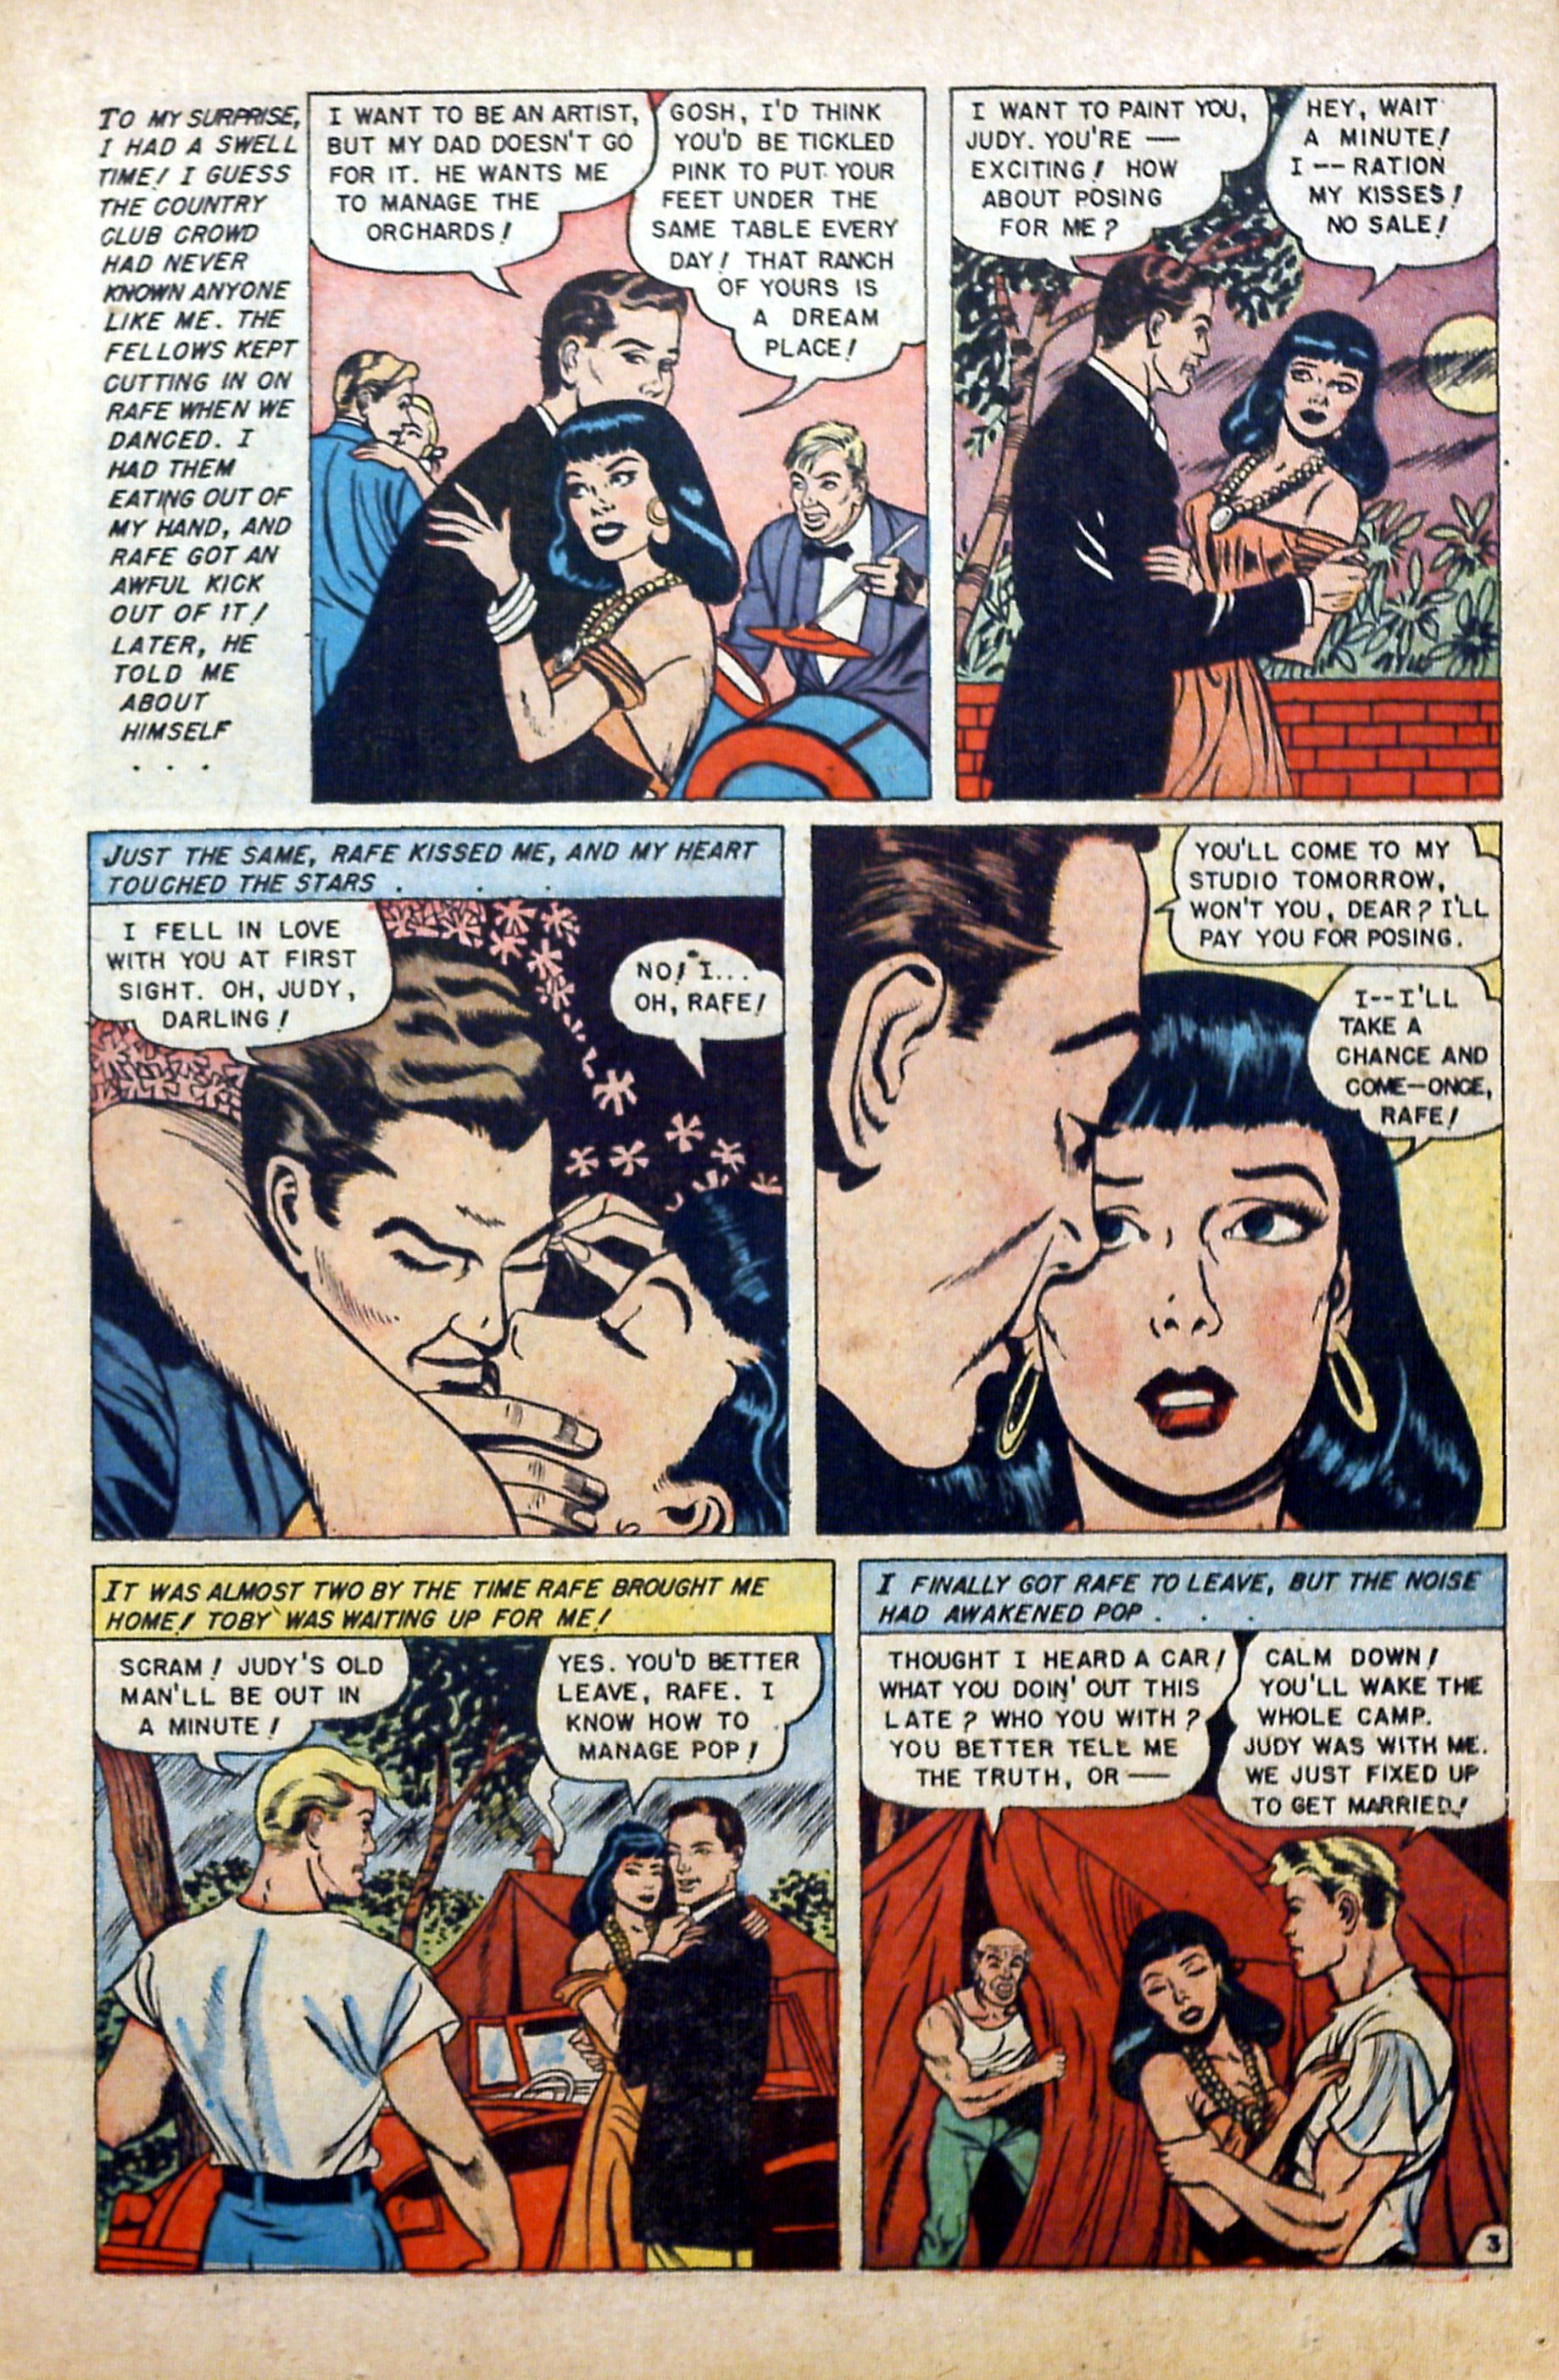 TO MY SURPRISE,
I HAD A SWELL
TIME! I GUESS
THE COUNTRY
CLUB CROWD
HAD NEVER
KNOWN ANYONE
LIKE ME. THE
FELLOWS KEPT
CUTTING IN ON
RAFE WHEN WE
DANCED. I
HAD THEM
EATING OUT OF
MY HAND, AND
RAFE GOT AN
AWFUL KICK
OUT OF IT!
LATER, HE
TOLD ME
ABOUT
HIMSELF
. . .
I WANT TO BE AN ARTIST,
BUT MY DAD DOESN'T GO
FOR IT. HE WANTS ME
TO MANAGE THE
ORCHARDS!
GOSH, I'D THINK
YOU'D BE TICKLED
PINK TO PUT YOUR
FEET UNDER THE
SAME TABLE EVERY
DAY! THAT RANCH
OF YOURS IS
A DREAM
PLACE!
I WANT TO PAINT YOU,
JUDY. YOU'RE —
EXCITING! HOW
ABOUT POSING
FOR ME?
HEY, WAIT
A MINUTE!
I -- RATION
MY KISSES!
NO SALE!
JUST THE SAME, RAFE KISSED ME, AND MY HEART
TOUCHED THE STARS . . .
I FELL IN LOVE
WITH YOU AT FIRST
SIGHT. OH, JUDY,
DARLING!
NO! I...
OH, RAFE!
YOU'LL COME TO MY
STUDIO TOMORROW,
WON'T YOU, DEAR? I'LL
PAY YOU FOR POSING.
I--I'LL
TAKE A
CHANCE AND
COME—ONCE,
RAFE!
IT WAS ALMOST TWO BY THE TIME RAFE BROUGHT ME
HOME! TOBY WAS WAITING UP FOR ME!
SCRAM! JUDY'S OLD
MAN'LL BE OUT IN
A MINUTE!
YES. YOU'D BETTER
LEAVE, RAFE. I
KNOW HOW TO
MANAGE POP!
I FINALLY GOT RAFE TO LEAVE, BUT THE NOISE
HAD AWAKENED POP . . .
THOUGHT I HEARD A CAR!
WHAT YOU DOIN' OUT THIS
LATE? WHO YOU WITH?
YOU BETTER TELL ME
THE TRUTH, OR —
CALM DOWN!
YOU'LL WAKE THE
WHOLE CAMP.
JUDY WAS WITH ME.
WE JUST FIXED UP
TO GET MARRIED!
3